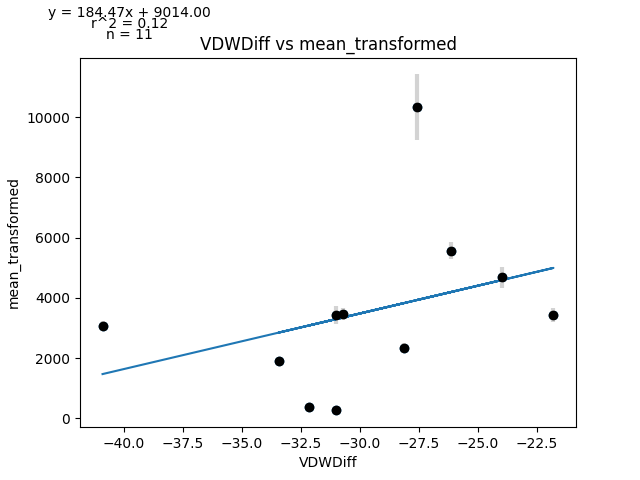 y = 184.47x + 9014.00
r^2 = 0.12
n = 11
VDWDiff vs mean_transformed
mean_transformed
10000
8000
6000
4000
2000
0
−40.0 −37.5 −35.0 −32.5 −30.0 −27.5 −25.0 −22.5
VDWDiff